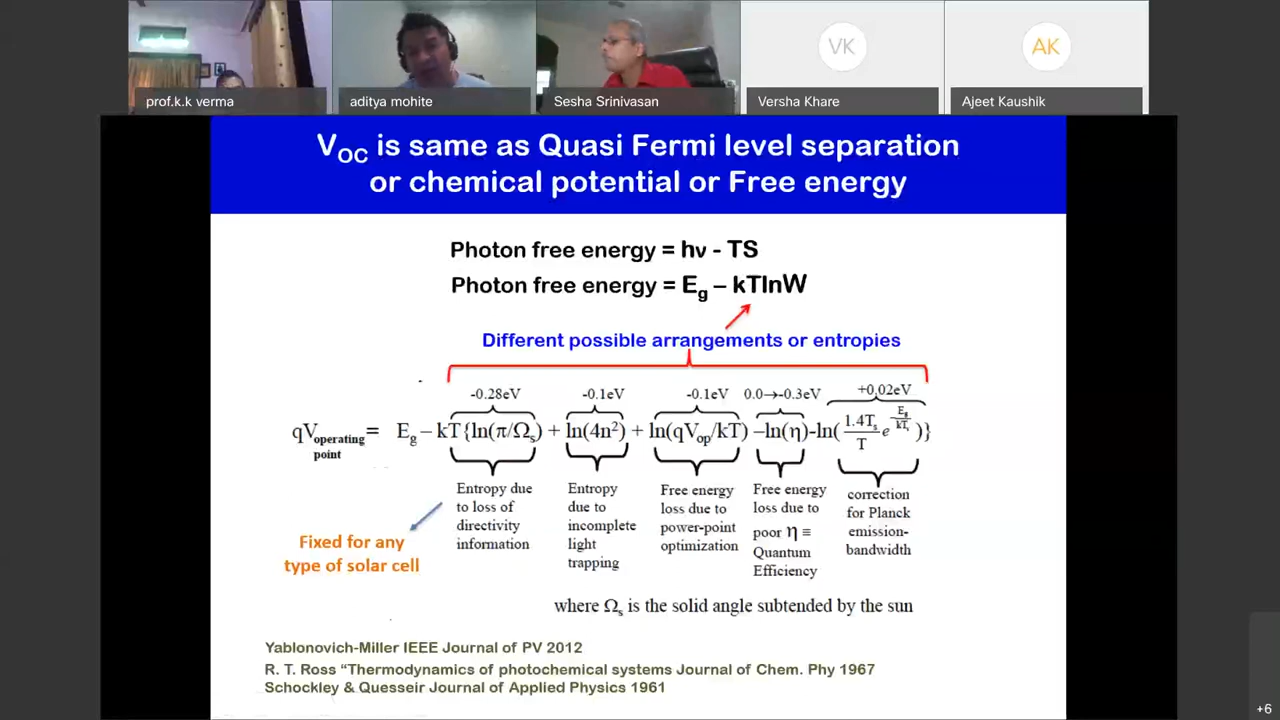 VK
AK
prof.k.k verma
aditya mohite
Sesha Srinivasan
Versha Khare
Ajeet Kaushik
V_OC is same as Quasi Fermi level separation
or chemical potential or Free energy
Photon free energy = hν - TS
Photon free energy = E_g – kTlnW
Different possible arrangements or entropies
-0.28eV -0.1eV -0.1eV 0.0→-0.3eV +0.02eV
qV_operating point = E_g – kT{ln(π/Ω_s) + ln(4n²) + ln(qV_op/kT) –ln(η)-ln(1.4T_s/T e^(-E_g/kT_s))}
Entropy due
to loss of
directivity
information
Entropy
due to
incomplete
light
trapping
Free energy
loss due to
power-point
optimization
Free energy
loss due to
poor η ≡
Quantum
Efficiency
correction
for Planck
emission-
bandwidth
Fixed for any
type of solar cell
where Ω_s is the solid angle subtended by the sun
Yablonovich-Miller IEEE Journal of PV 2012
R. T. Ross “Thermodynamics of photochemical systems Journal of Chem. Phy 1967
Schockley & Quesseir Journal of Applied Physics 1961
+6